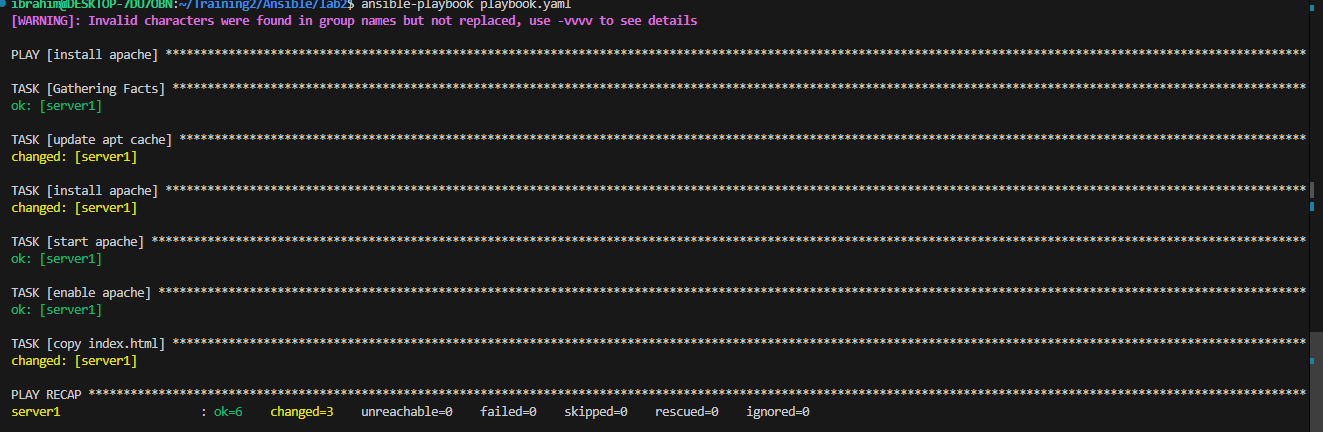 ibrahim@DESKTOP-7DU7OBN:~/Training2/Ansible/lab2$ ansible-playbook playbook.yaml
[WARNING]: Invalid characters were found in group names but not replaced, use -vvvv to see details
PLAY [install apache] ******************************************************************************************************************************************************************
TASK [Gathering Facts] *****************************************************************************************************************************************************************
ok: [server1]
TASK [update apt cache] ****************************************************************************************************************************************************************
changed: [server1]
TASK [install apache] ******************************************************************************************************************************************************************
changed: [server1]
TASK [start apache] ********************************************************************************************************************************************************************
ok: [server1]
TASK [enable apache] *******************************************************************************************************************************************************************
ok: [server1]
TASK [copy index.html] *****************************************************************************************************************************************************************
changed: [server1]
PLAY RECAP *****************************************************************************************************************************************************************************
server1                    : ok=6    changed=3    unreachable=0    failed=0    skipped=0    rescued=0    ignored=0